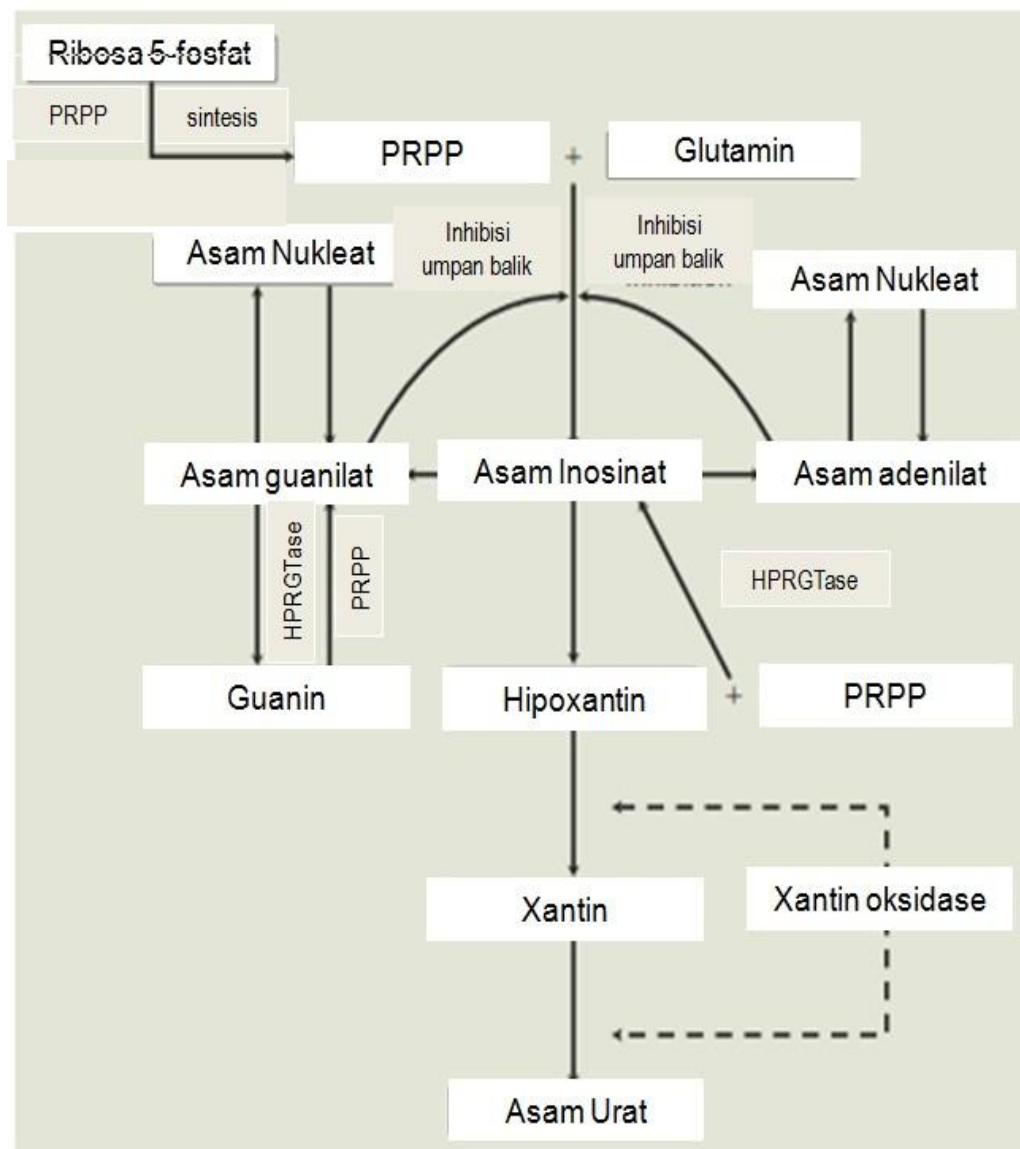 Ribosa 5-fosfat
PRPP
sintesis
PRPP
+
Glutamin
Asam Nukleat
Inhibisi
umpan balik
Inhibisi
umpan balik
Asam Nukleat
Asam guanilat
Asam Inosinat
Asam adenilat
HPRGTase
PRPP
HPRGTase
Guanin
Hipoxantin
+
PRPP
Xantin
Xantin oksidase
Asam Urat